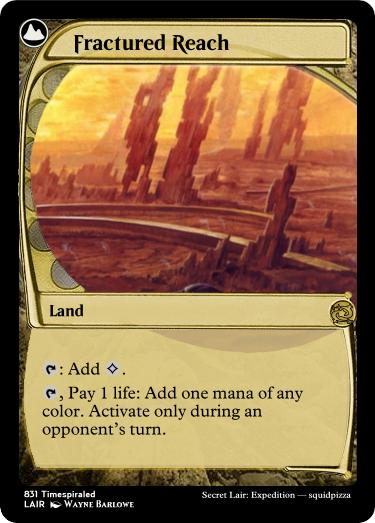 Fractured Reach
Land
: Add .
, Pay 1 life: Add one mana of any
color. Activate only during an
opponent's turn.
831 Timespiraled
LAIR Wayne Barlowe
Secret Lair: Expedition — squidpizza